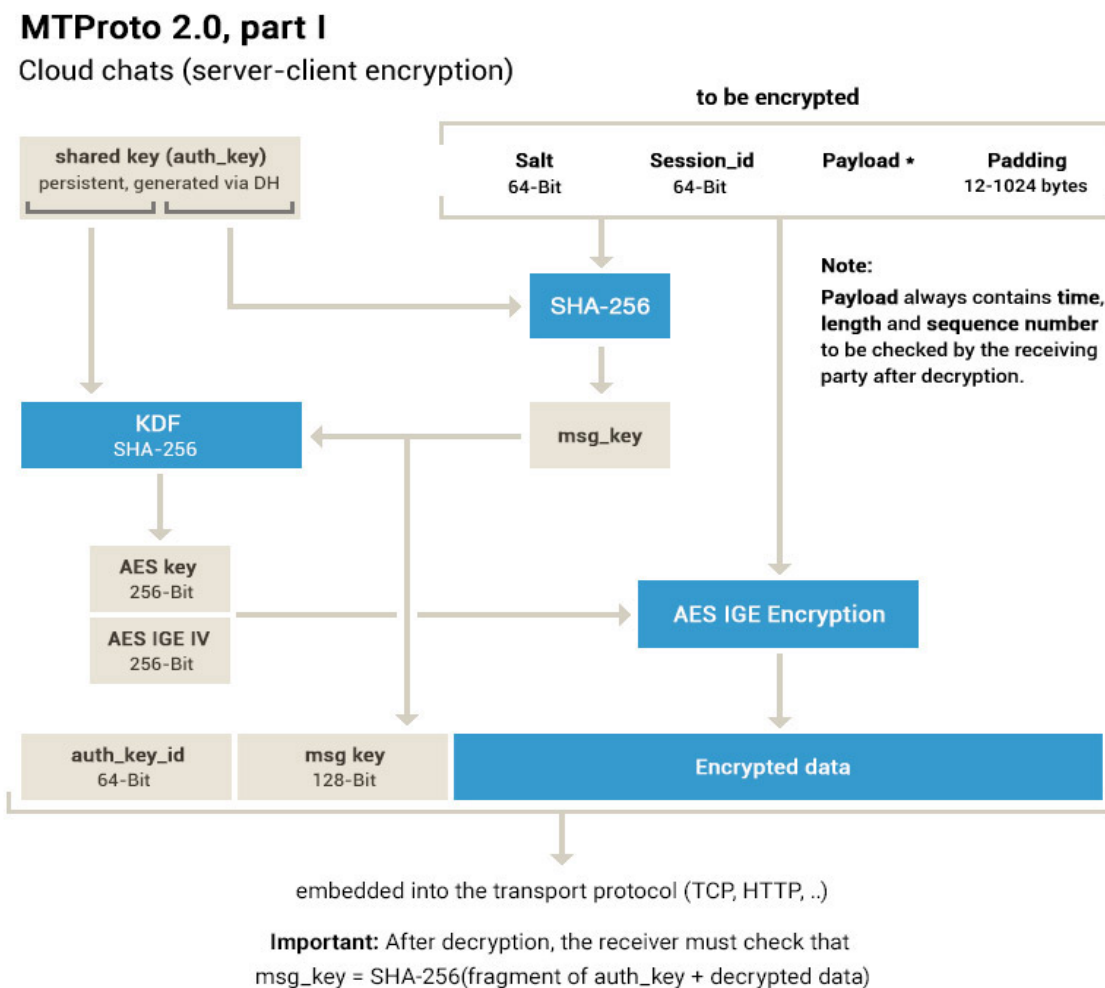 MTProto 2.0, part I
Cloud chats (server-client encryption)
to be encrypted
shared key (auth_key)
persistent, generated via DH
Salt
64-Bit
Session_id
64-Bit
Payload *
Padding
12-1024 bytes
Note:
Payload always contains time,
length and sequence number
to be checked by the receiving
party after decryption.
SHA-256
KDF
SHA-256
msg_key
AES key
256-Bit
AES IGE IV
256-Bit
AES IGE Encryption
auth_key_id
64-Bit
msg key
128-Bit
Encrypted data
embedded into the transport protocol (TCP, HTTP, ..)
Important: After decryption, the receiver must check that
msg_key = SHA-256(fragment of auth_key + decrypted data)